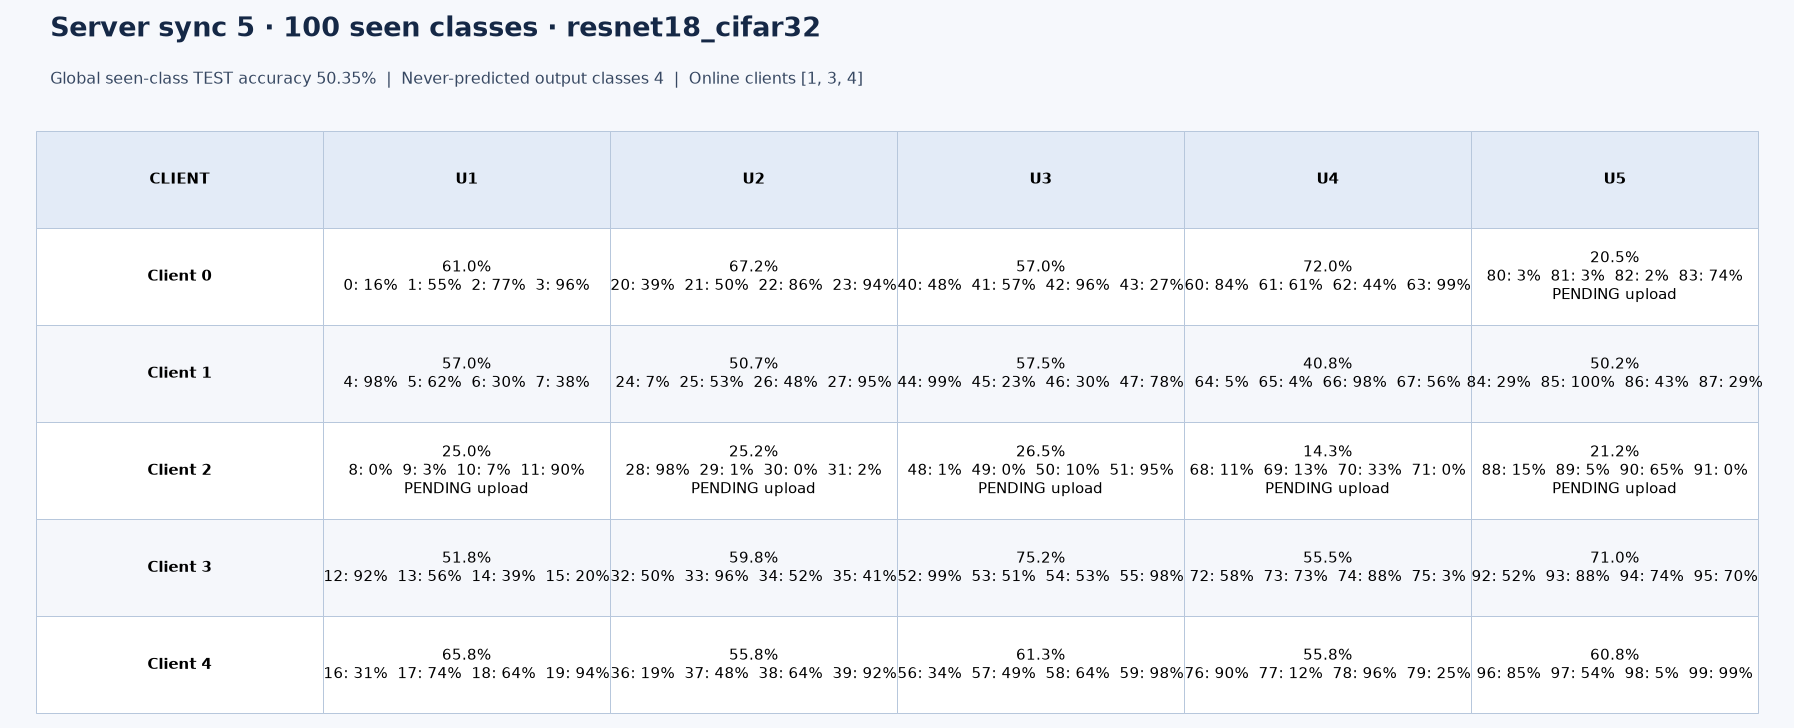 Server sync 5 · 100 seen classes · resnet18_cifar32
Global seen-class TEST accuracy 50.35%  |  Never-predicted output classes 4  |  Online clients [1, 3, 4]
CLIENT
U1
U2
U3
U4
U5
Client 0
61.0%
0: 16%  1: 55%  2: 77%  3: 96%
67.2%
20: 39%  21: 50%  22: 86%  23: 94%
57.0%
40: 48%  41: 57%  42: 96%  43: 27%
72.0%
60: 84%  61: 61%  62: 44%  63: 99%
20.5%
80: 3%  81: 3%  82: 2%  83: 74%
PENDING upload
Client 1
57.0%
4: 98%  5: 62%  6: 30%  7: 38%
50.7%
24: 7%  25: 53%  26: 48%  27: 95%
57.5%
44: 99%  45: 23%  46: 30%  47: 78%
40.8%
64: 5%  65: 4%  66: 98%  67: 56%
50.2%
84: 29%  85: 100%  86: 43%  87: 29%
Client 2
25.0%
8: 0%  9: 3%  10: 7%  11: 90%
PENDING upload
25.2%
28: 98%  29: 1%  30: 0%  31: 2%
PENDING upload
26.5%
48: 1%  49: 0%  50: 10%  51: 95%
PENDING upload
14.3%
68: 11%  69: 13%  70: 33%  71: 0%
PENDING upload
21.2%
88: 15%  89: 5%  90: 65%  91: 0%
PENDING upload
Client 3
51.8%
12: 92%  13: 56%  14: 39%  15: 20%
59.8%
32: 50%  33: 96%  34: 52%  35: 41%
75.2%
52: 99%  53: 51%  54: 53%  55: 98%
55.5%
72: 58%  73: 73%  74: 88%  75: 3%
71.0%
92: 52%  93: 88%  94: 74%  95: 70%
Client 4
65.8%
16: 31%  17: 74%  18: 64%  19: 94%
55.8%
36: 19%  37: 48%  38: 64%  39: 92%
61.3%
56: 34%  57: 49%  58: 64%  59: 98%
55.8%
76: 90%  77: 12%  78: 96%  79: 25%
60.8%
96: 85%  97: 54%  98: 5%  99: 99%